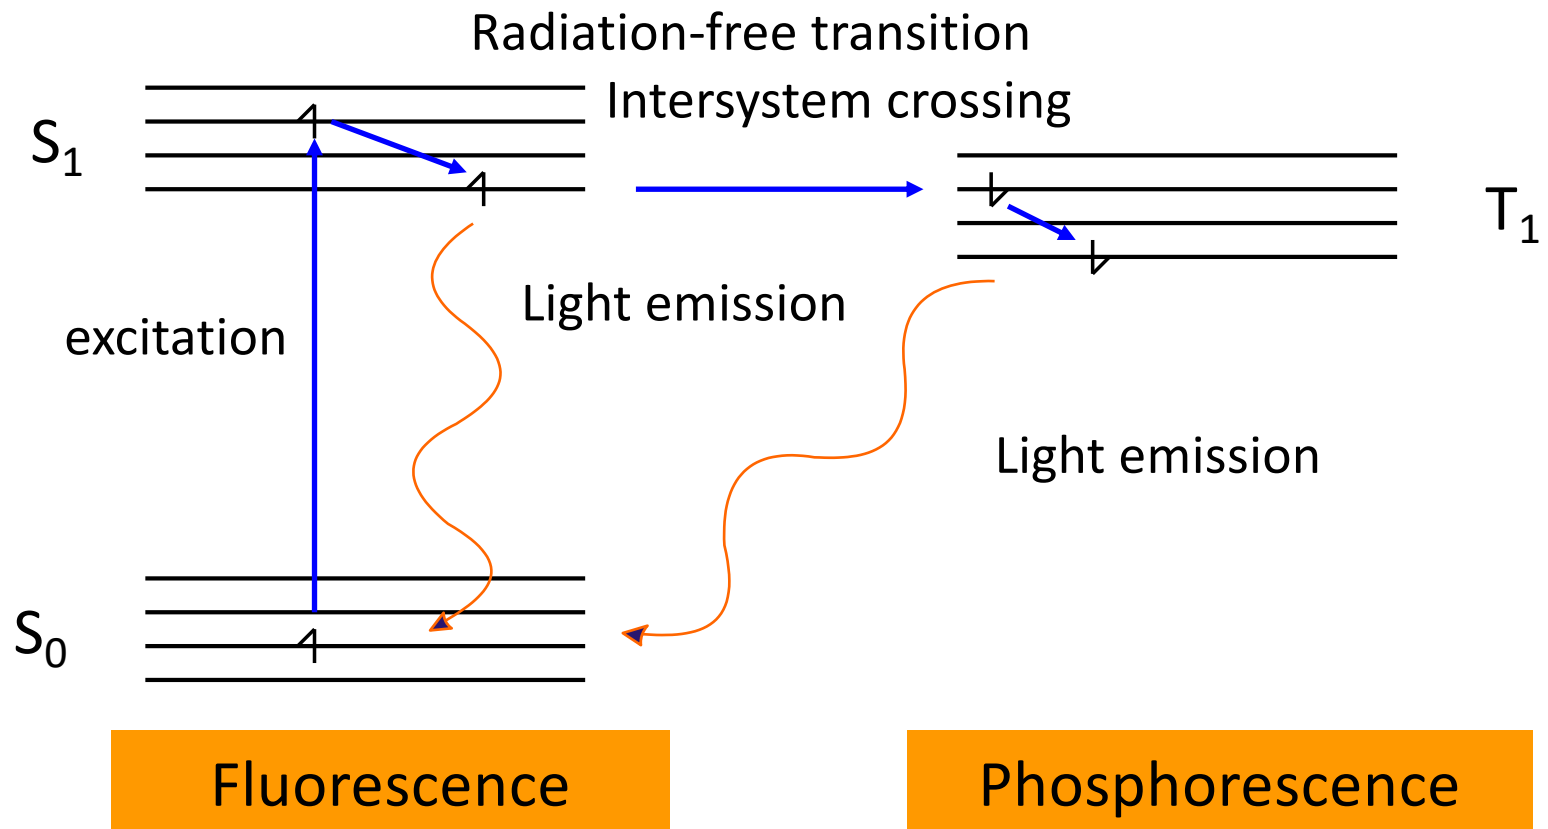 Radiation-free transition
Intersystem crossing
S₁
T₁
excitation
Light emission
Light emission
S₀
Fluorescence
Phosphorescence